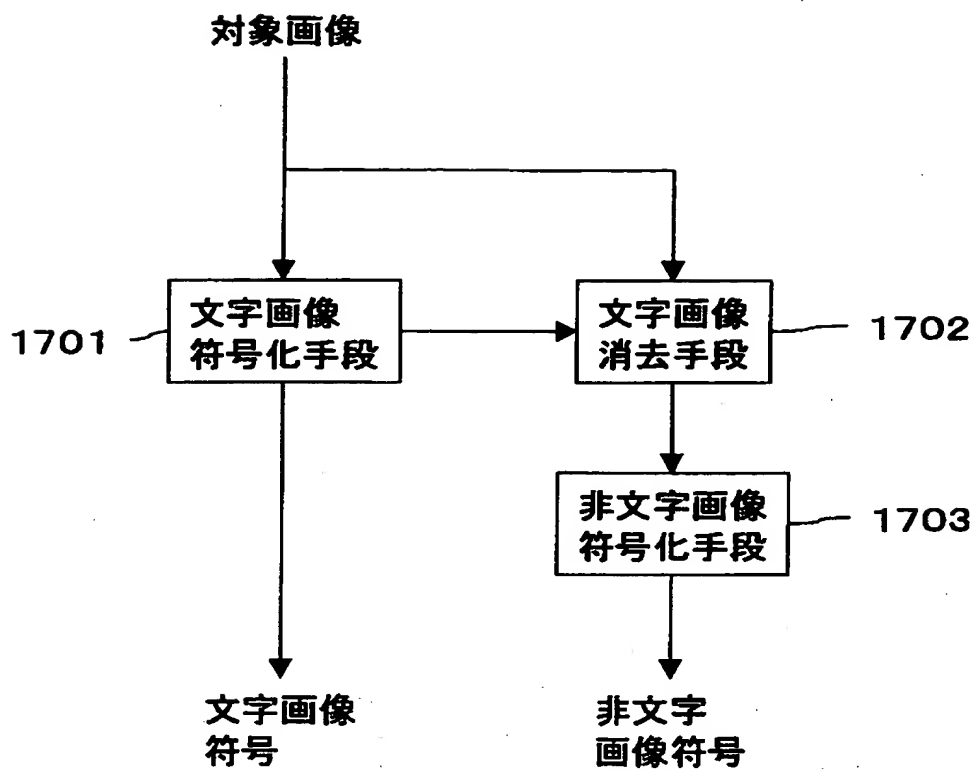 対象画像
文字画像
符号化手段
1701
文字画像
消去手段
1702
非文字画像
符号化手段
1703
文字画像
符号
非文字
画像符号